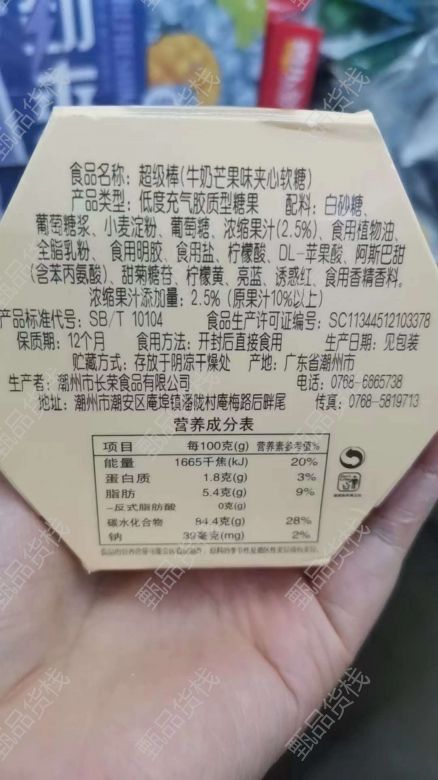 食品名称：超级棒(牛奶芒果味夹心软糖)
产品类型：低度充气胶质型糖果 配料：白砂糖、
葡萄糖浆、小麦淀粉、葡萄糖、浓缩果汁(2.5%)、食用植物油、
全脂乳粉、食用明胶、食用盐、柠檬酸、DL-苹果酸、阿斯巴甜
(含苯丙氨酸)、甜菊糖苷、柠檬黄、亮蓝、诱惑红、食用香精香料。
浓缩果汁添加量：2.5% (原果汁10%以上)
产品标准代号：SB/T 10104 食品生产许可证编号：SC11344512103378
保质期：12个月 食用方法：开封后直接食用 生产日期：见包装
贮藏方式：存放于阴凉干燥处 产地：广东省潮州市
生产者：潮州市长荣食品有限公司 电话：0768-6865738
地址：潮州市潮安区庵埠镇潘陇村庵梅路后畔尾 传真：0768-5819713
营养成分表
项目 每100克(g) 营养素参考值%
能量 1665千焦(kJ) 20%
蛋白质 1.8克(g) 3%
脂肪 5.4克(g) 9%
-反式脂肪酸 0克(g)
碳水化合物 84.4克(g) 28%
钠 39毫克(mg) 2%
甄品货栈